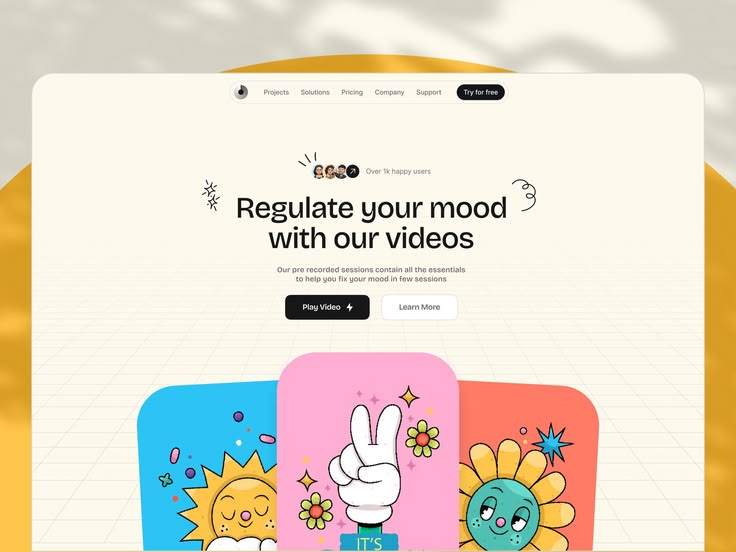 Projects Solutions Pricing Company Support Try for free
Over 1k happy users
Regulate your mood
with our videos
Our pre recorded sessions contain all the essentials
to help you fix your mood in few sessions
Play Video Learn More
IT'S